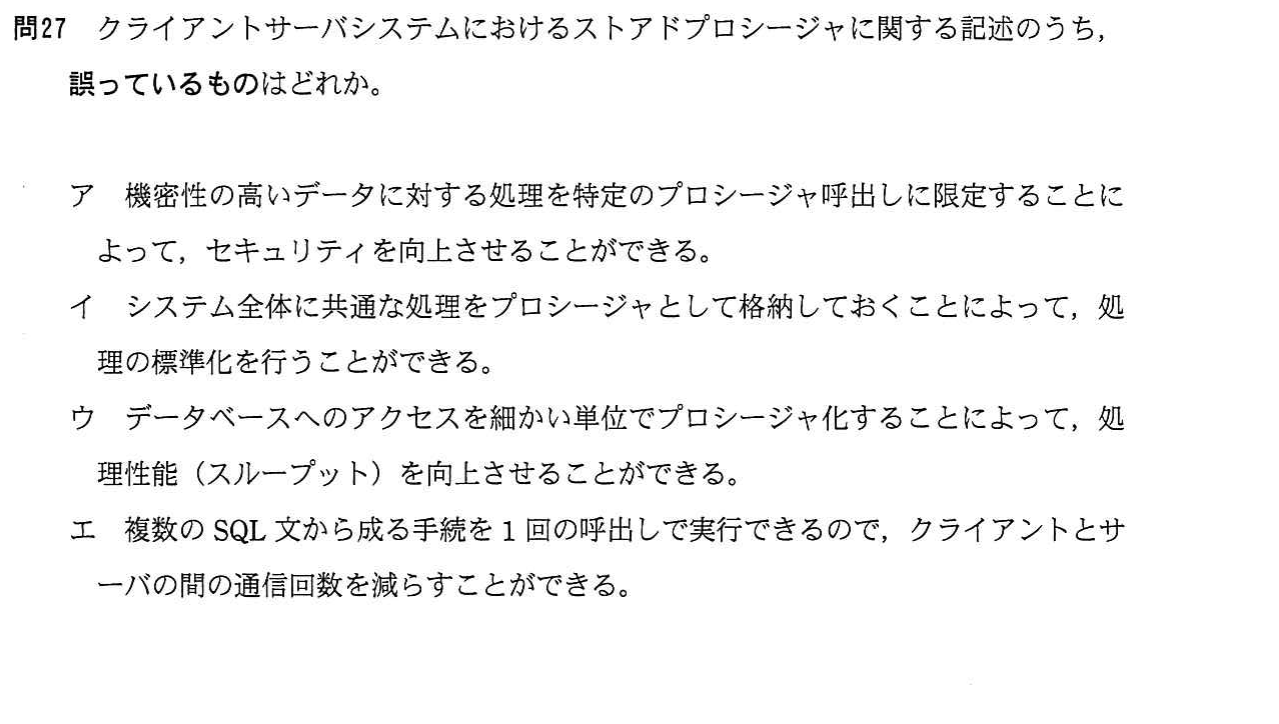 問27 クライアントサーバシステムにおけるストアドプロシージャに関する記述のうち，
誤っているものはどれか。
ア 機密性の高いデータに対する処理を特定のプロシージャ呼出しに限定することに
よって，セキュリティを向上させることができる。
イ システム全体に共通な処理をプロシージャとして格納しておくことによって，処
理の標準化を行うことができる。
ウ データベースへのアクセスを細かい単位でプロシージャ化することによって，処
理性能（スループット）を向上させることができる。
エ 複数の SQL 文から成る手続を 1 回の呼出しで実行できるので，クライアントとサ
ーバの間の通信回数を減らすことができる。